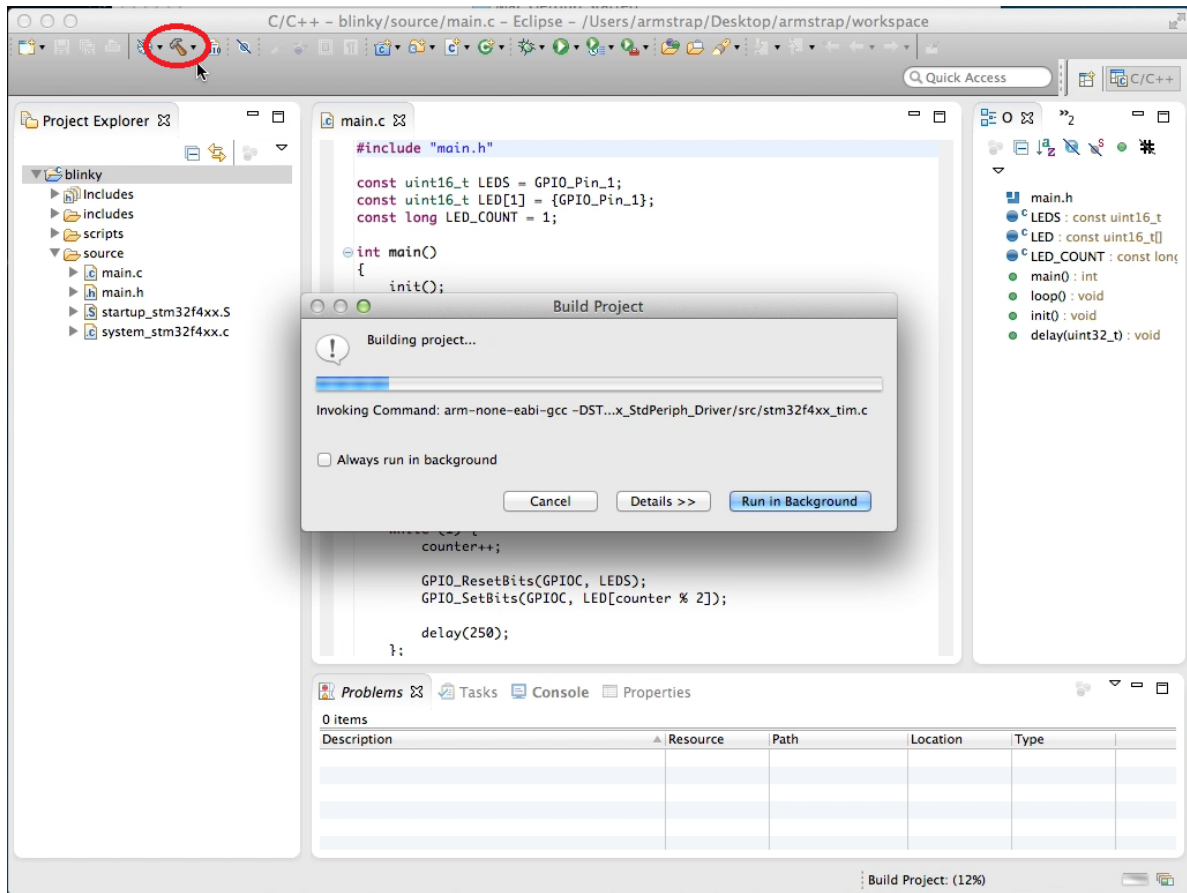 C/C++ – blinky/source/main.c – Eclipse – /Users/armstrap/Desktop/armstrap/workspace
Quick Access
C/C++
Project Explorer
blinky
Includes
includes
scripts
source
main.c
main.h
startup_stm32f4xx.S
system_stm32f4xx.c
main.c
#include "main.h"
const uint16_t LEDS = GPIO_Pin_1;
const uint16_t LED[1] = {GPIO_Pin_1};
const long LED_COUNT = 1;
int main()
{
init();
Build Project
Building project...
Invoking Command: arm-none-eabi-gcc -DST...x_StdPeriph_Driver/src/stm32f4xx_tim.c
Always run in background
Cancel
Details >>
Run in Background
counter++;
GPIO_ResetBits(GPIOC, LEDS);
GPIO_SetBits(GPIOC, LED[counter % 2]);
delay(250);
};
O
2
main.h
LEDS : const uint16_t
LED : const uint16_t[]
LED_COUNT : const long
main() : int
loop() : void
init() : void
delay(uint32_t) : void
Problems Tasks Console Properties
0 items
Description Resource Path Location Type
Build Project: (12%)